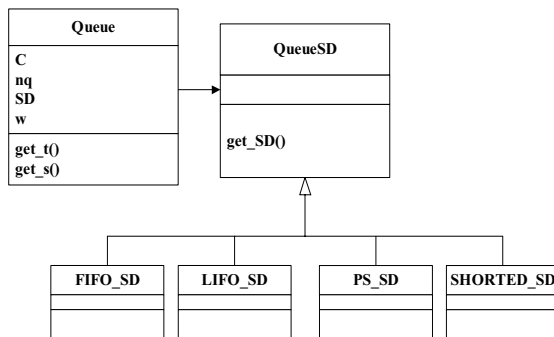 Queue
C
nq
SD
w
get_t()
get_s()
QueueSD
get_SD()
FIFO_SD
LIFO_SD
PS_SD
SHORTED_SD